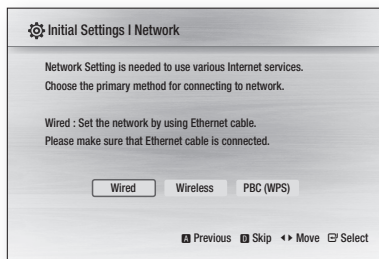 Initial Settings I Network
Network Setting is needed to use various Internet services.
Choose the primary method for connecting to network.
Wired : Set the network by using Ethernet cable.
Please make sure that Ethernet cable is connected.
Wired Wireless PBC (WPS)
A Previous D Skip Move Select